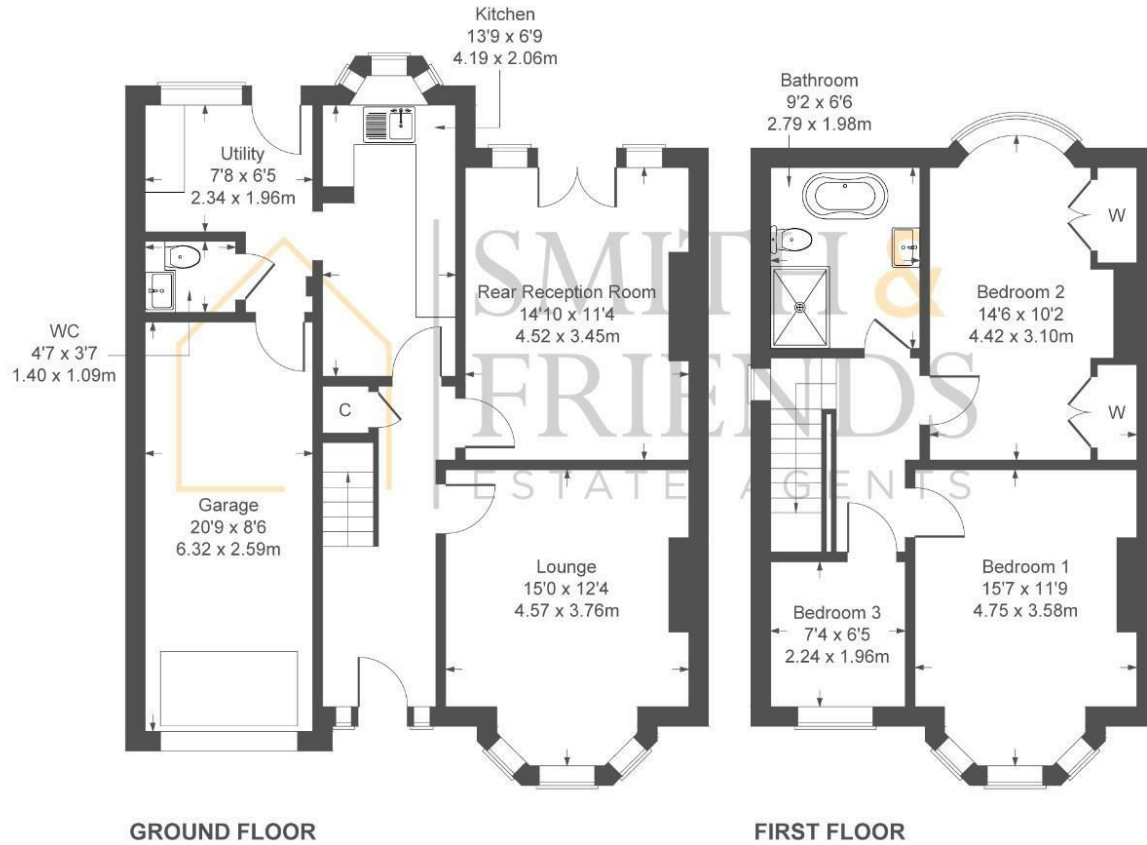 Kitchen
13'9 x 6'9
4.19 x 2.06m
Utility
7'8 x 6'5
2.34 x 1.96m
WC
4'7 x 3'7
1.40 x 1.09m
Rear Reception Room
14'10 x 11'4
4.52 x 3.45m
C
Garage
20'9 x 8'6
6.32 x 2.59m
Lounge
15'0 x 12'4
4.57 x 3.76m
GROUND FLOOR
Bathroom
9'2 x 6'6
2.79 x 1.98m
W
Bedroom 2
14'6 x 10'2
4.42 x 3.10m
W
Bedroom 1
15'7 x 11'9
4.75 x 3.58m
Bedroom 3
7'4 x 6'5
2.24 x 1.96m
FIRST FLOOR
SMITH &
FRIENDS
ESTATE AGENTS